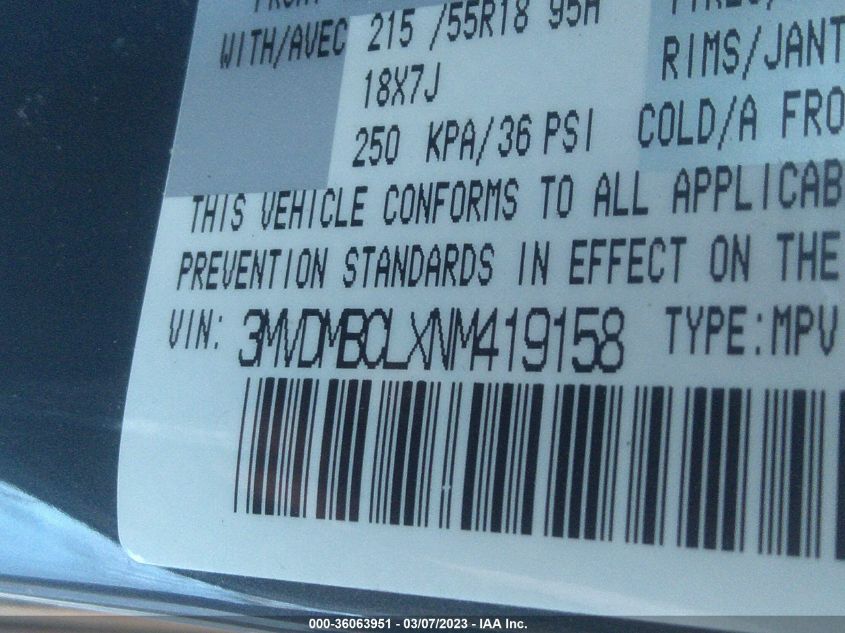 WITH/AVEC 215 /55R18 95H
RIMS/JANT
18X7J
250 KPA/36 PSI COLD/A FRO
THIS VEHICLE CONFORMS TO ALL APPLICAB
PREVENTION STANDARDS IN EFFECT ON THE
VIN: 3MVDMBCLXNM419158 TYPE:MPV
000-36063951 - 03/07/2023 - IAA Inc.